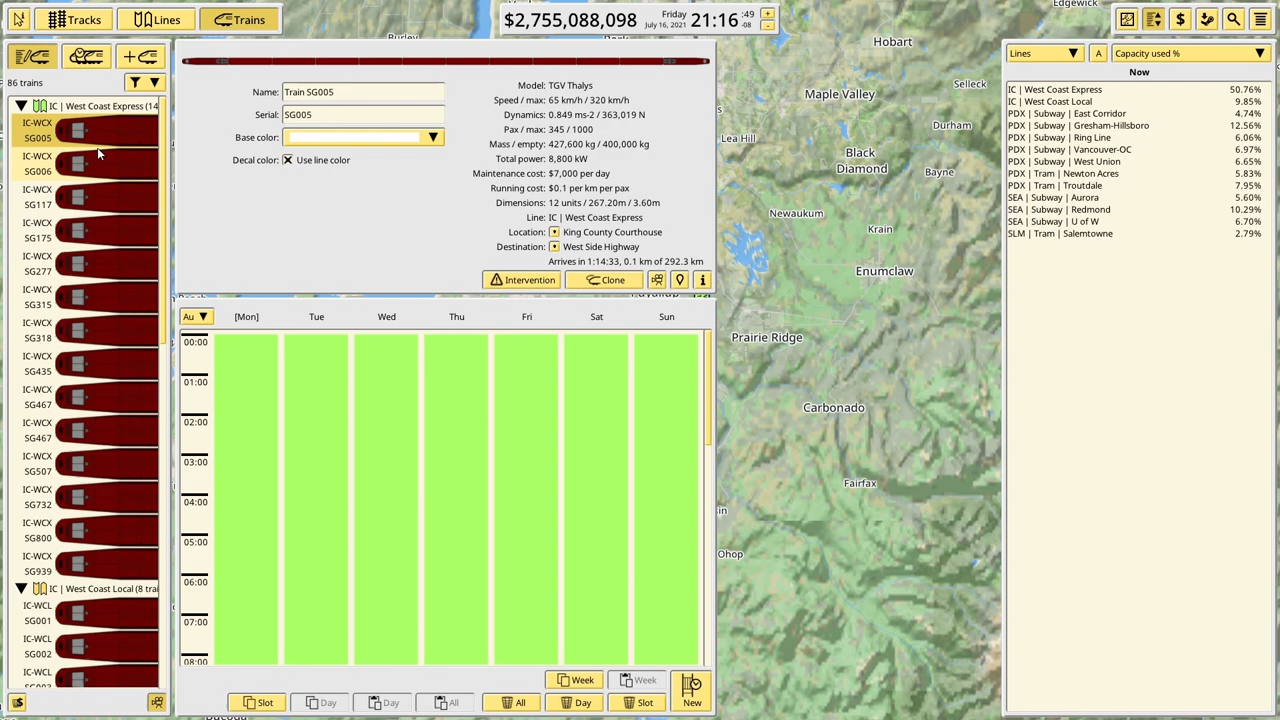 Tracks
Lines
Trains
$2,755,088,098
Friday
July 16, 2021
21:16
:49
-08
+
-
86 trains
IC | West Coast Express (14
IC-WCX
SG005
IC-WCX
SG006
IC-WCX
SG117
IC-WCX
SG175
IC-WCX
SG277
IC-WCX
SG315
IC-WCX
SG318
IC-WCX
SG435
IC-WCX
SG467
IC-WCX
SG467
IC-WCX
SG507
IC-WCX
SG732
IC-WCX
SG800
IC-WCX
SG939
IC | West Coast Local (8 trai
IC-WCL
SG001
IC-WCL
SG002
IC-WCL
Name: Train SG005
Serial: SG005
Base color:
Decal color: Use line color
Model: TGV Thalys
Speed / max: 65 km/h / 320 km/h
Dynamics: 0.849 ms-2 / 363,019 N
Pax / max: 345 / 1000
Mass / empty: 427,600 kg / 400,000 kg
Total power: 8,800 kW
Maintenance cost: $7,000 per day
Running cost: $0.1 per km per pax
Dimensions: 12 units / 267.20m / 3.60m
Line: IC | West Coast Express
Location: King County Courthouse
Destination: West Side Highway
Arrives in 1:14:33, 0.1 km of 292.3 km
Intervention
Clone
Au
[Mon] Tue Wed Thu Fri Sat Sun
00:00
01:00
02:00
03:00
04:00
05:00
06:00
07:00
08:00
Week
Week
Slot
Day
Day
All
All
Day
Slot
New
Edgewick
Hobart
Selleck
Maple Valley
Durham
Lea Hill
Black
Diamond
Bayne
Newaukum
Krain
Enumclaw
Prairie Ridge
Carbonado
Fairfax
Ohop
Lines
A
Capacity used %
Now
IC | West Coast Express 50.76%
IC | West Coast Local 9.85%
PDX | Subway | East Corridor 4.74%
PDX | Subway | Gresham-Hillsboro 12.56%
PDX | Subway | Ring Line 6.06%
PDX | Subway | Vancouver-OC 6.97%
PDX | Subway | West Union 6.65%
PDX | Tram | Newton Acres 5.83%
PDX | Tram | Troutdale 7.95%
SEA | Subway | Aurora 5.60%
SEA | Subway | Redmond 10.29%
SEA | Subway | U of W 6.70%
SLM | Tram | Salemtowne 2.79%